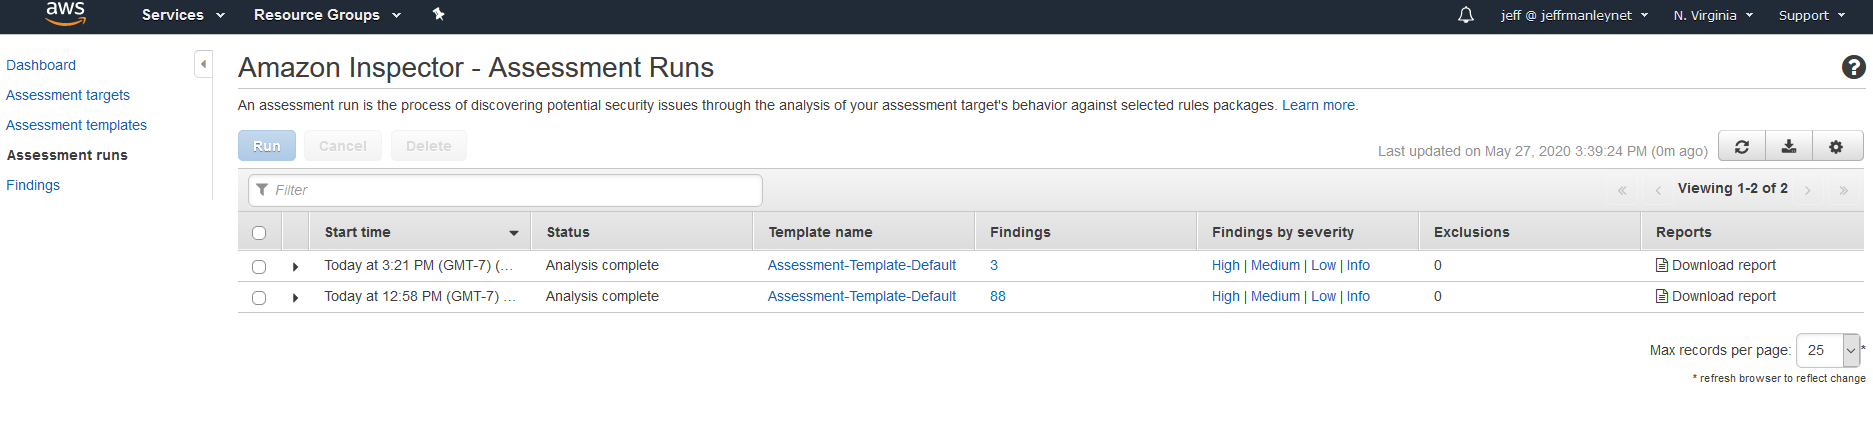 aws Services Resource Groups jeff @ jeffrmanleynet N. Virginia Support
Dashboard
Assessment targets
Assessment templates
Assessment runs
Findings
Amazon Inspector - Assessment Runs
An assessment run is the process of discovering potential security issues through the analysis of your assessment target's behavior against selected rules packages. Learn more.
Run Cancel Delete Last updated on May 27, 2020 3:39:24 PM (0m ago)
Filter « ‹ Viewing 1-2 of 2 › »
Start time Status Template name Findings Findings by severity Exclusions Reports
Today at 3:21 PM (GMT-7) (... Analysis complete Assessment-Template-Default 3 High | Medium | Low | Info 0 Download report
Today at 12:58 PM (GMT-7) ... Analysis complete Assessment-Template-Default 88 High | Medium | Low | Info 0 Download report
Max records per page: 25 *
* refresh browser to reflect change